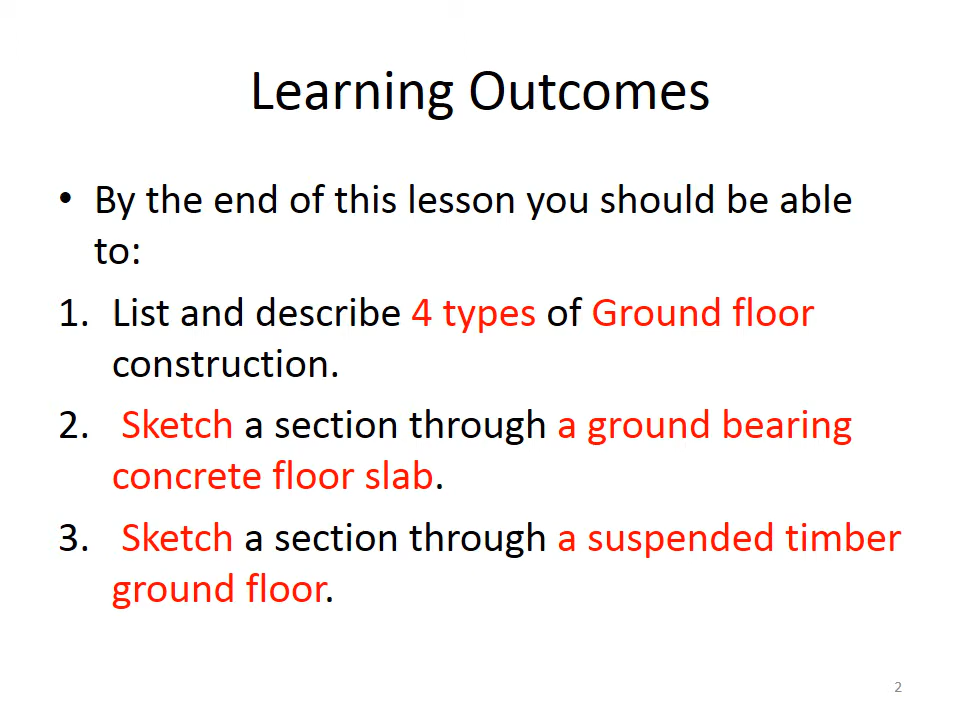 Learning Outcomes
• By the end of this lesson you should be able
to:
1. List and describe 4 types of Ground floor
construction.
2. Sketch a section through a ground bearing
concrete floor slab.
3. Sketch a section through a suspended timber
ground floor.
2